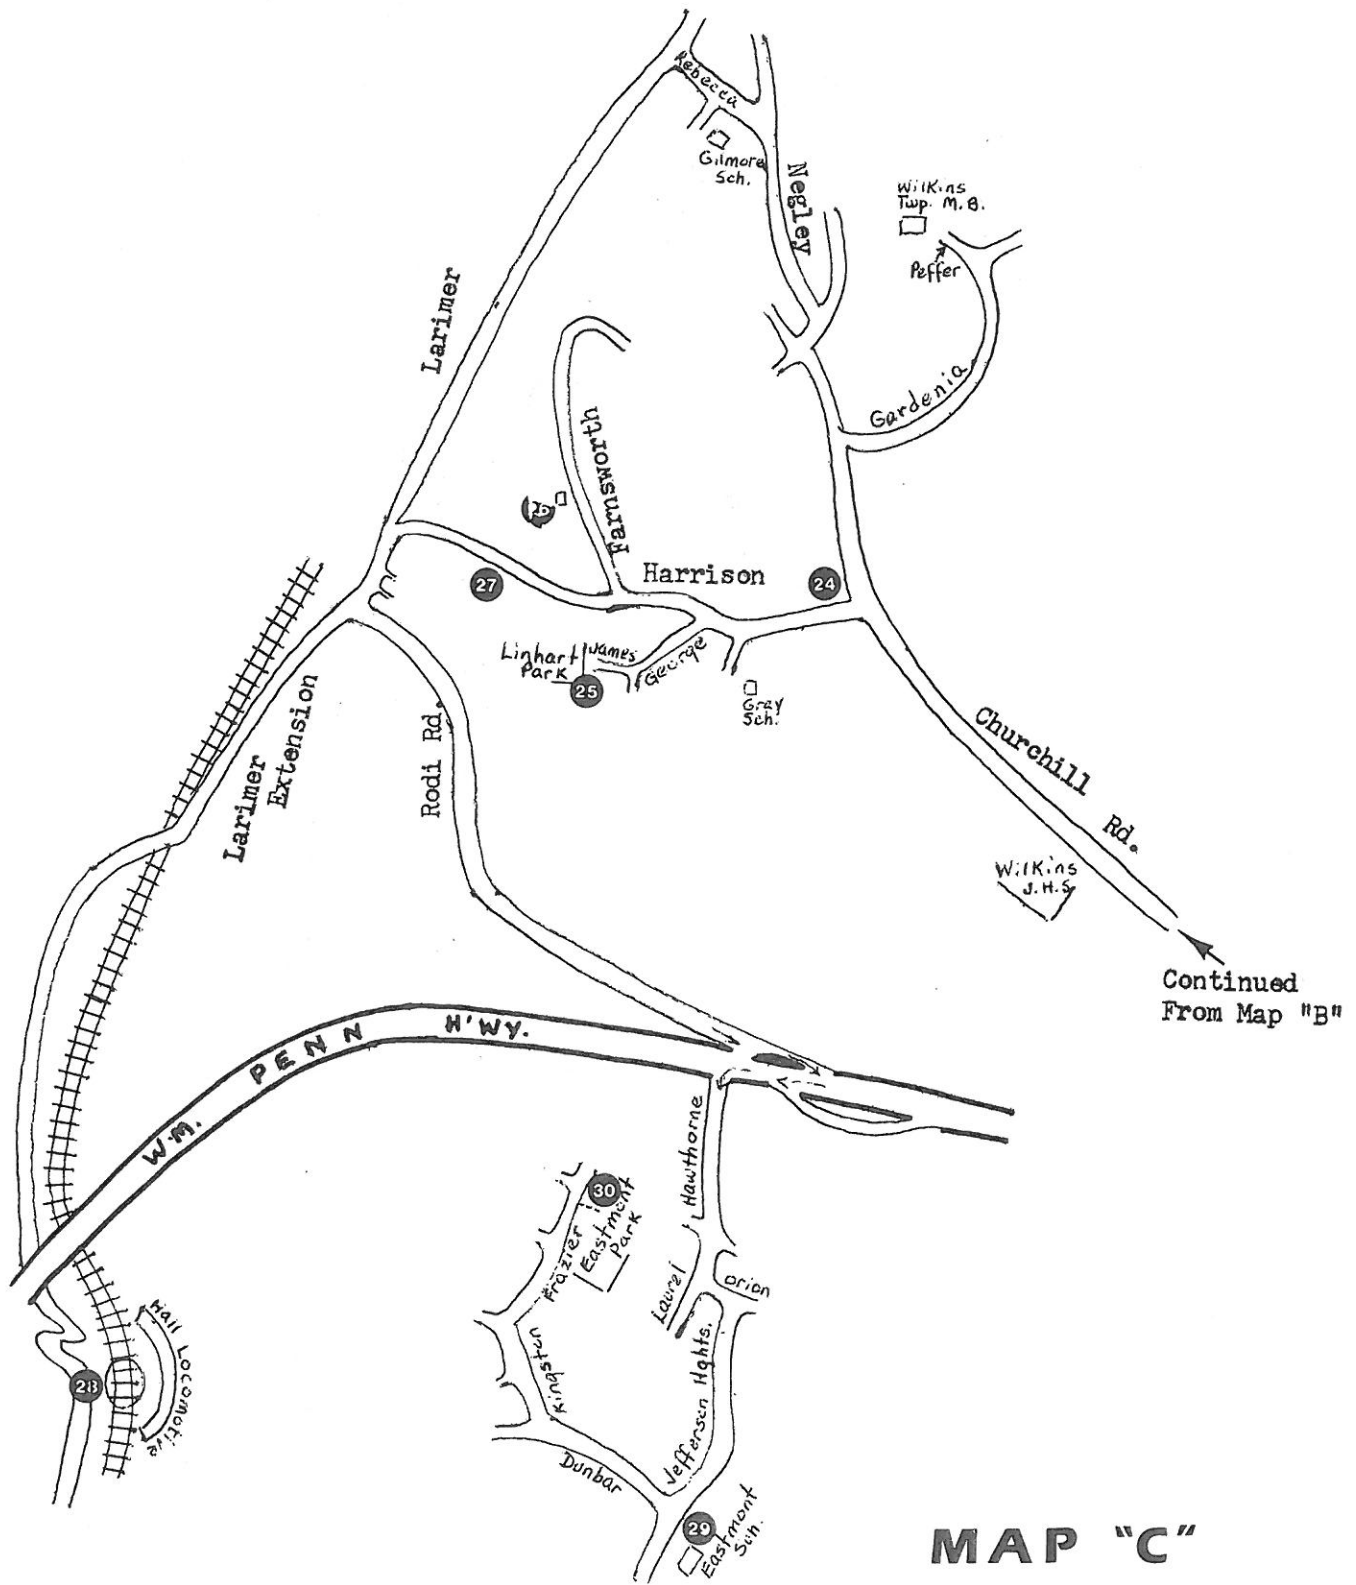 Rebecca
Gilmore
Sch.
Negley
Wilkins
Twp. M.B.
Peffer
Larimer
Gardenia
Farnsworth
26
Harrison
27
24
Linhart
Park
James
George
25
Gray
Sch.
Churchill
Rd.
Larimer
Extension
Rodi Rd.
Wilkins
J.H.S.
Continued
From Map "B"
W.M. PENN H'WY.
Hawthorne
30
Eastmont
Park
Frazier
Laurel
Orion
Wall Locomotive
28
Kingston
Jefferson Hghts.
Dunbar
29
Eastmont
Sch.
MAP "C"